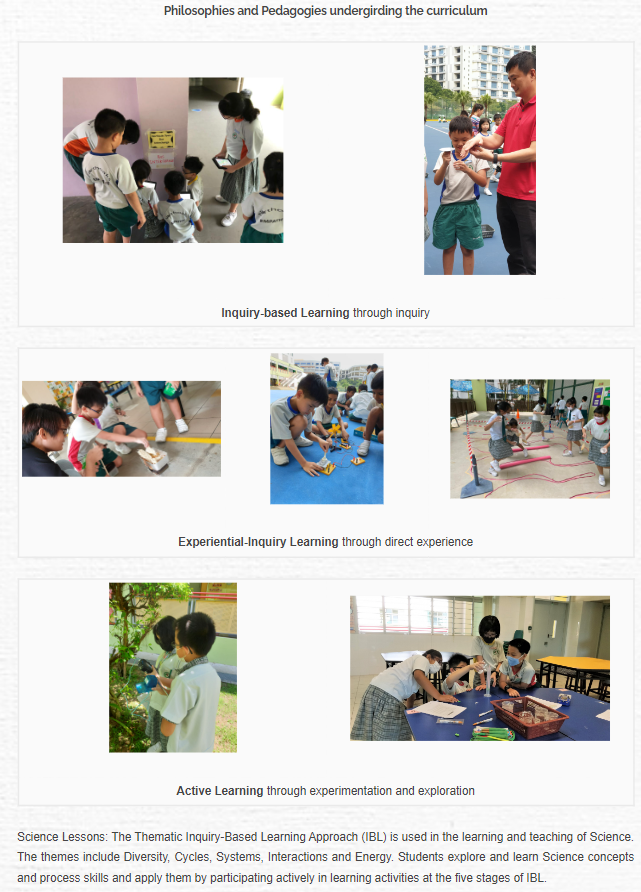 Philosophies and Pedagogies undergirding the curriculum
Inquiry-based Learning through inquiry
Experiential-Inquiry Learning through direct experience
Active Learning through experimentation and exploration
Science Lessons: The Thematic Inquiry-Based Learning Approach (IBL) is used in the learning and teaching of Science.
The themes include Diversity, Cycles, Systems, Interactions and Energy. Students explore and learn Science concepts
and process skills and apply them by participating actively in learning activities at the five stages of IBL.